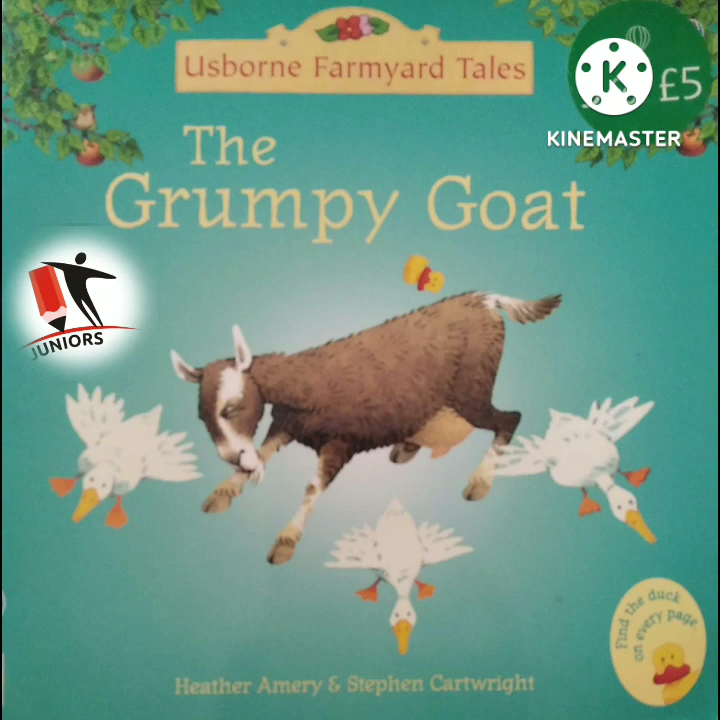 Usborne Farmyard Tales
£5
KINEMASTER
The
Grumpy Goat
JUNIORS
Find the duck
on every page.
Heather Amery & Stephen Cartwright